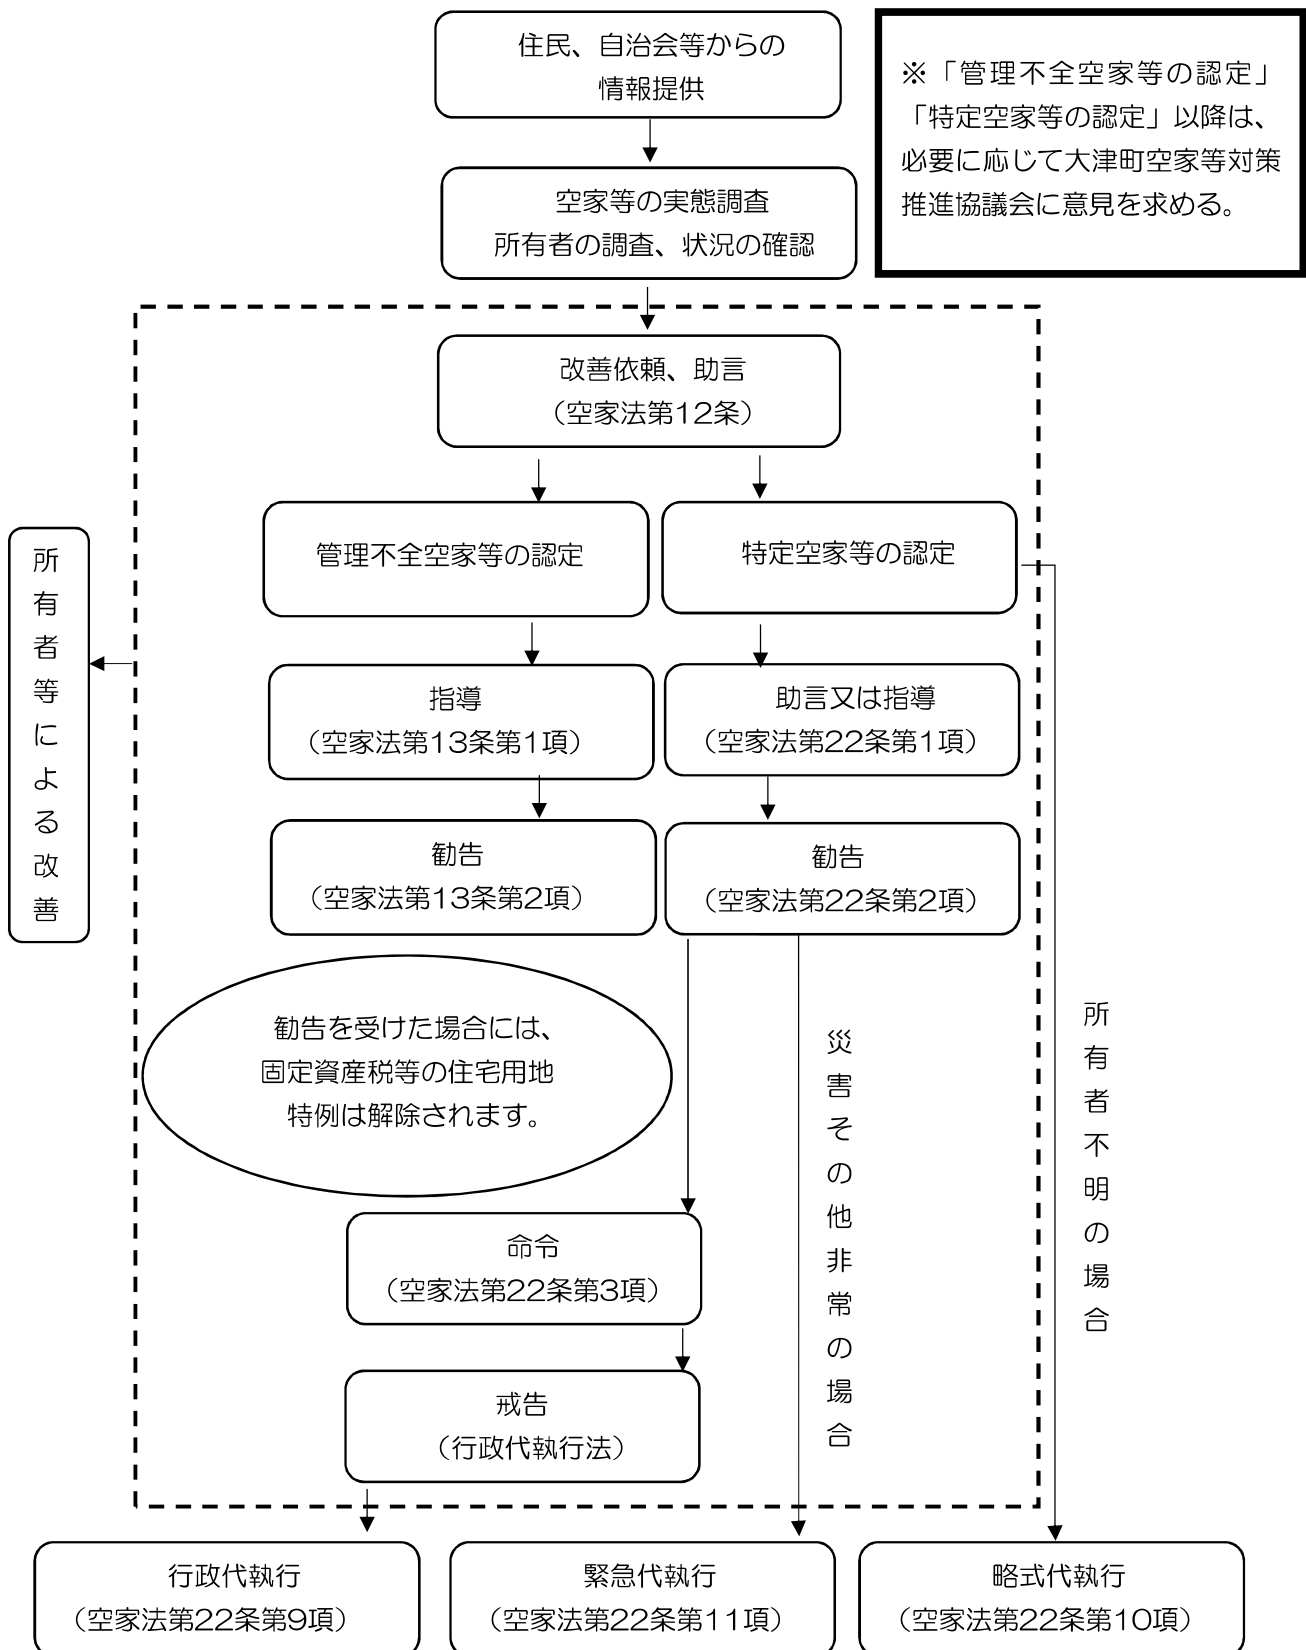 住民、自治会等からの
情報提供
※「管理不全空家等の認定」
「特定空家等の認定」以降は、
必要に応じて大津町空家等対策
推進協議会に意見を求める。
空家等の実態調査
所有者の調査、状況の確認
改善依頼、助言
（空家法第12条）
管理不全空家等の認定
特定空家等の認定
所有者等による改善
指導
（空家法第13条第1項）
助言又は指導
（空家法第22条第1項）
勧告
（空家法第13条第2項）
勧告
（空家法第22条第2項）
勧告を受けた場合には、
固定資産税等の住宅用地
特例は解除されます。
災害その他非常の場合
所有者不明の場合
命令
（空家法第22条第3項）
戒告
（行政代執行法）
行政代執行
（空家法第22条第9項）
緊急代執行
（空家法第22条第11項）
略式代執行
（空家法第22条第10項）